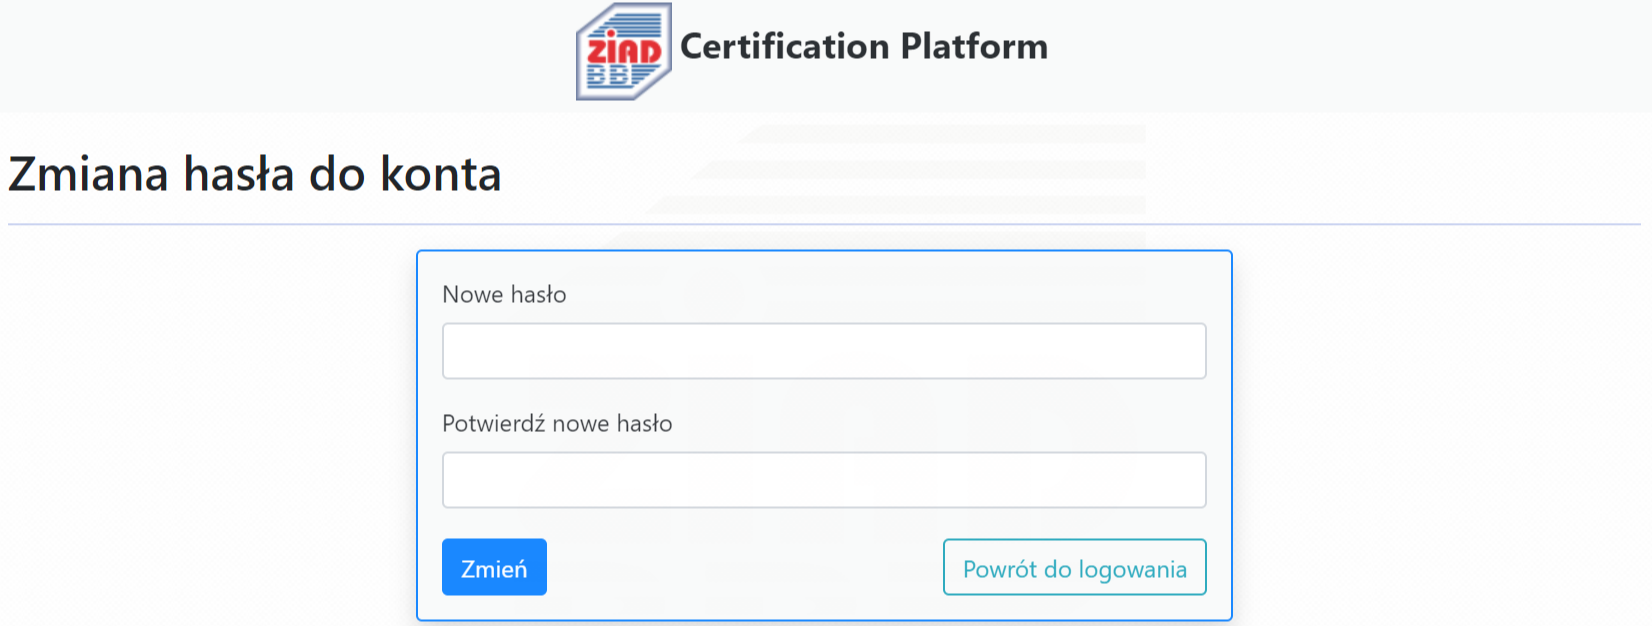 ZIAD
BB
Certification Platform
Zmiana hasła do konta
Nowe hasło
Potwierdź nowe hasło
Zmień
Powrót do logowania